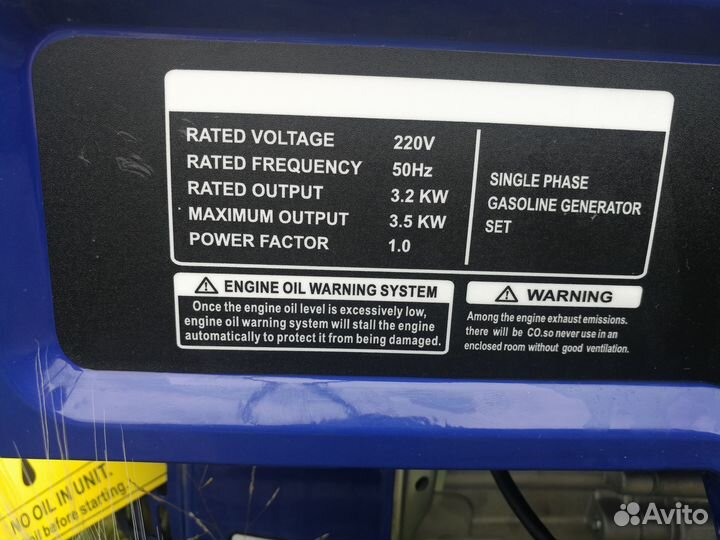 RATED VOLTAGE 220V
RATED FREQUENCY 50Hz
RATED OUTPUT 3.2 KW
MAXIMUM OUTPUT 3.5 KW
POWER FACTOR 1.0
SINGLE PHASE
GASOLINE GENERATOR
SET
ENGINE OIL WARNING SYSTEM
Once the engine oil level is excessively low,
engine oil warning system will stall the engine
automatically to protect it from being damaged.
WARNING
Among the engine exhaust emissions.
there will be CO.so never use in an
enclosed room without good ventilation.
NO OIL IN UNIT.
before starting.
Avito